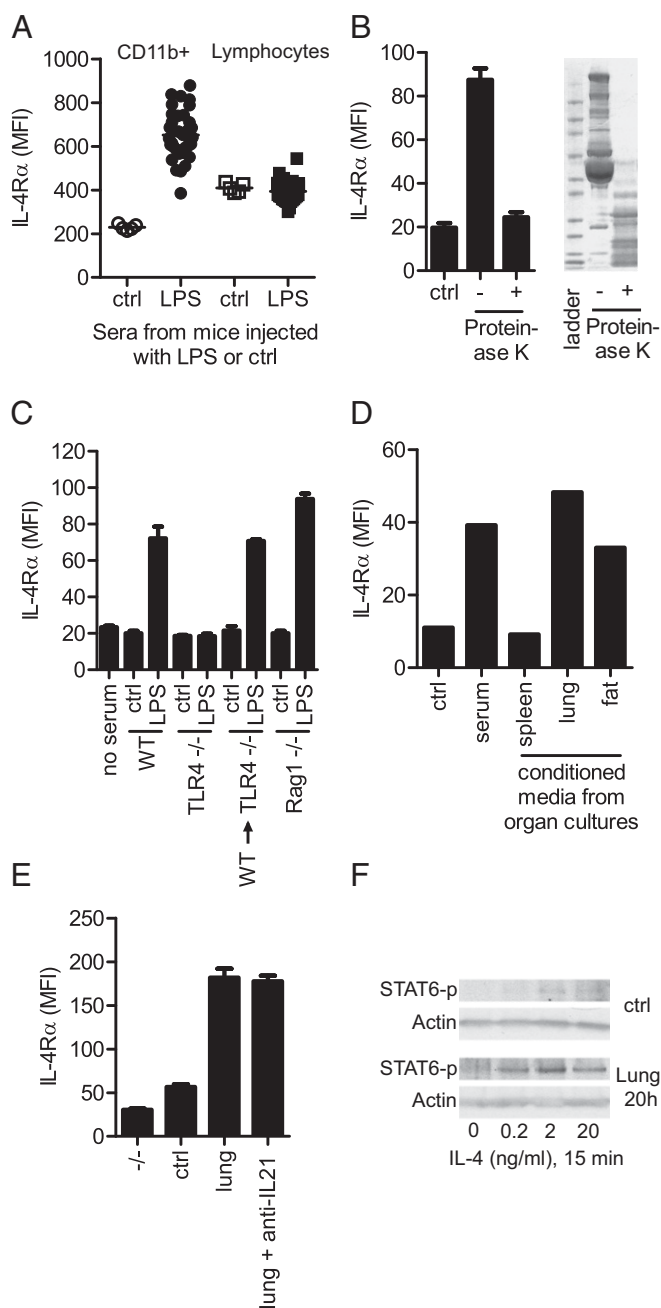 A
CD11b+ Lymphocytes
IL-4Rα (MFI)
1000
800
600
400
200
0
ctrl LPS ctrl LPS
Sera from mice injected
with LPS or ctrl
B
IL-4Rα (MFI)
100
80
60
40
20
0
ctrl - +
Protein-
ase K
ladder
- +
Protein-
ase K
C
IL-4Rα (MFI)
120
100
80
60
40
20
0
no serum
ctrl
LPS
WT
ctrl
LPS
TLR4 -/-
ctrl
LPS
WT → TLR4 -/-
ctrl
LPS
Rag1 -/-
D
IL-4Rα (MFI)
60
40
20
0
ctrl
serum
spleen
lung
fat
conditioned
media from
organ cultures
E
IL-4Rα (MFI)
250
200
150
100
50
0
-/-
ctrl
lung
lung + anti-IL21
F
STAT6-p
Actin
ctrl
STAT6-p
Actin
Lung
20h
0 0.2 2 20
IL-4 (ng/ml), 15 min